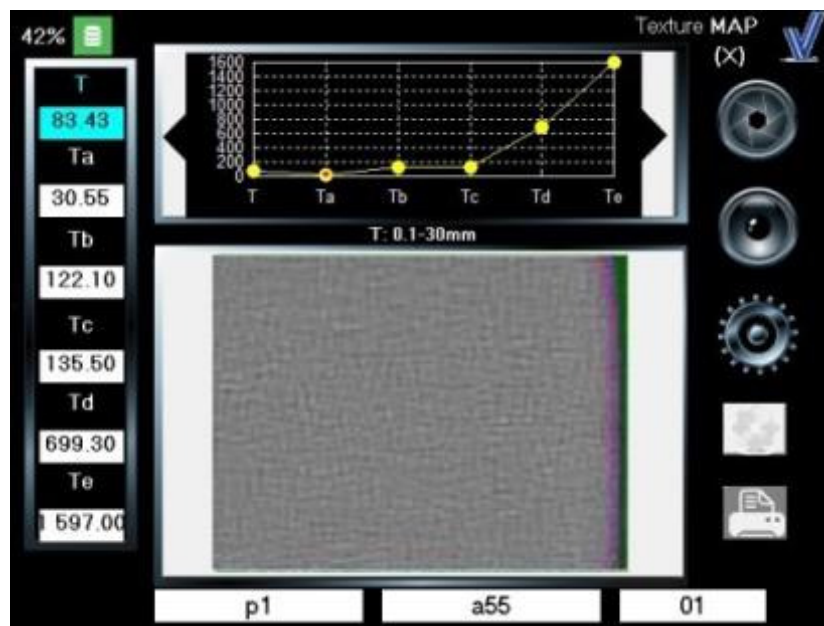 42%
Texture MAP
(X)
T
83.43
Ta
30.55
Tb
122.10
Tc
135.50
Td
699.30
Te
1 597.00
1600
1400
1200
1000
800
600
400
200
0
T Ta Tb Tc Td Te
T: 0.1-30mm
p1 a55 01